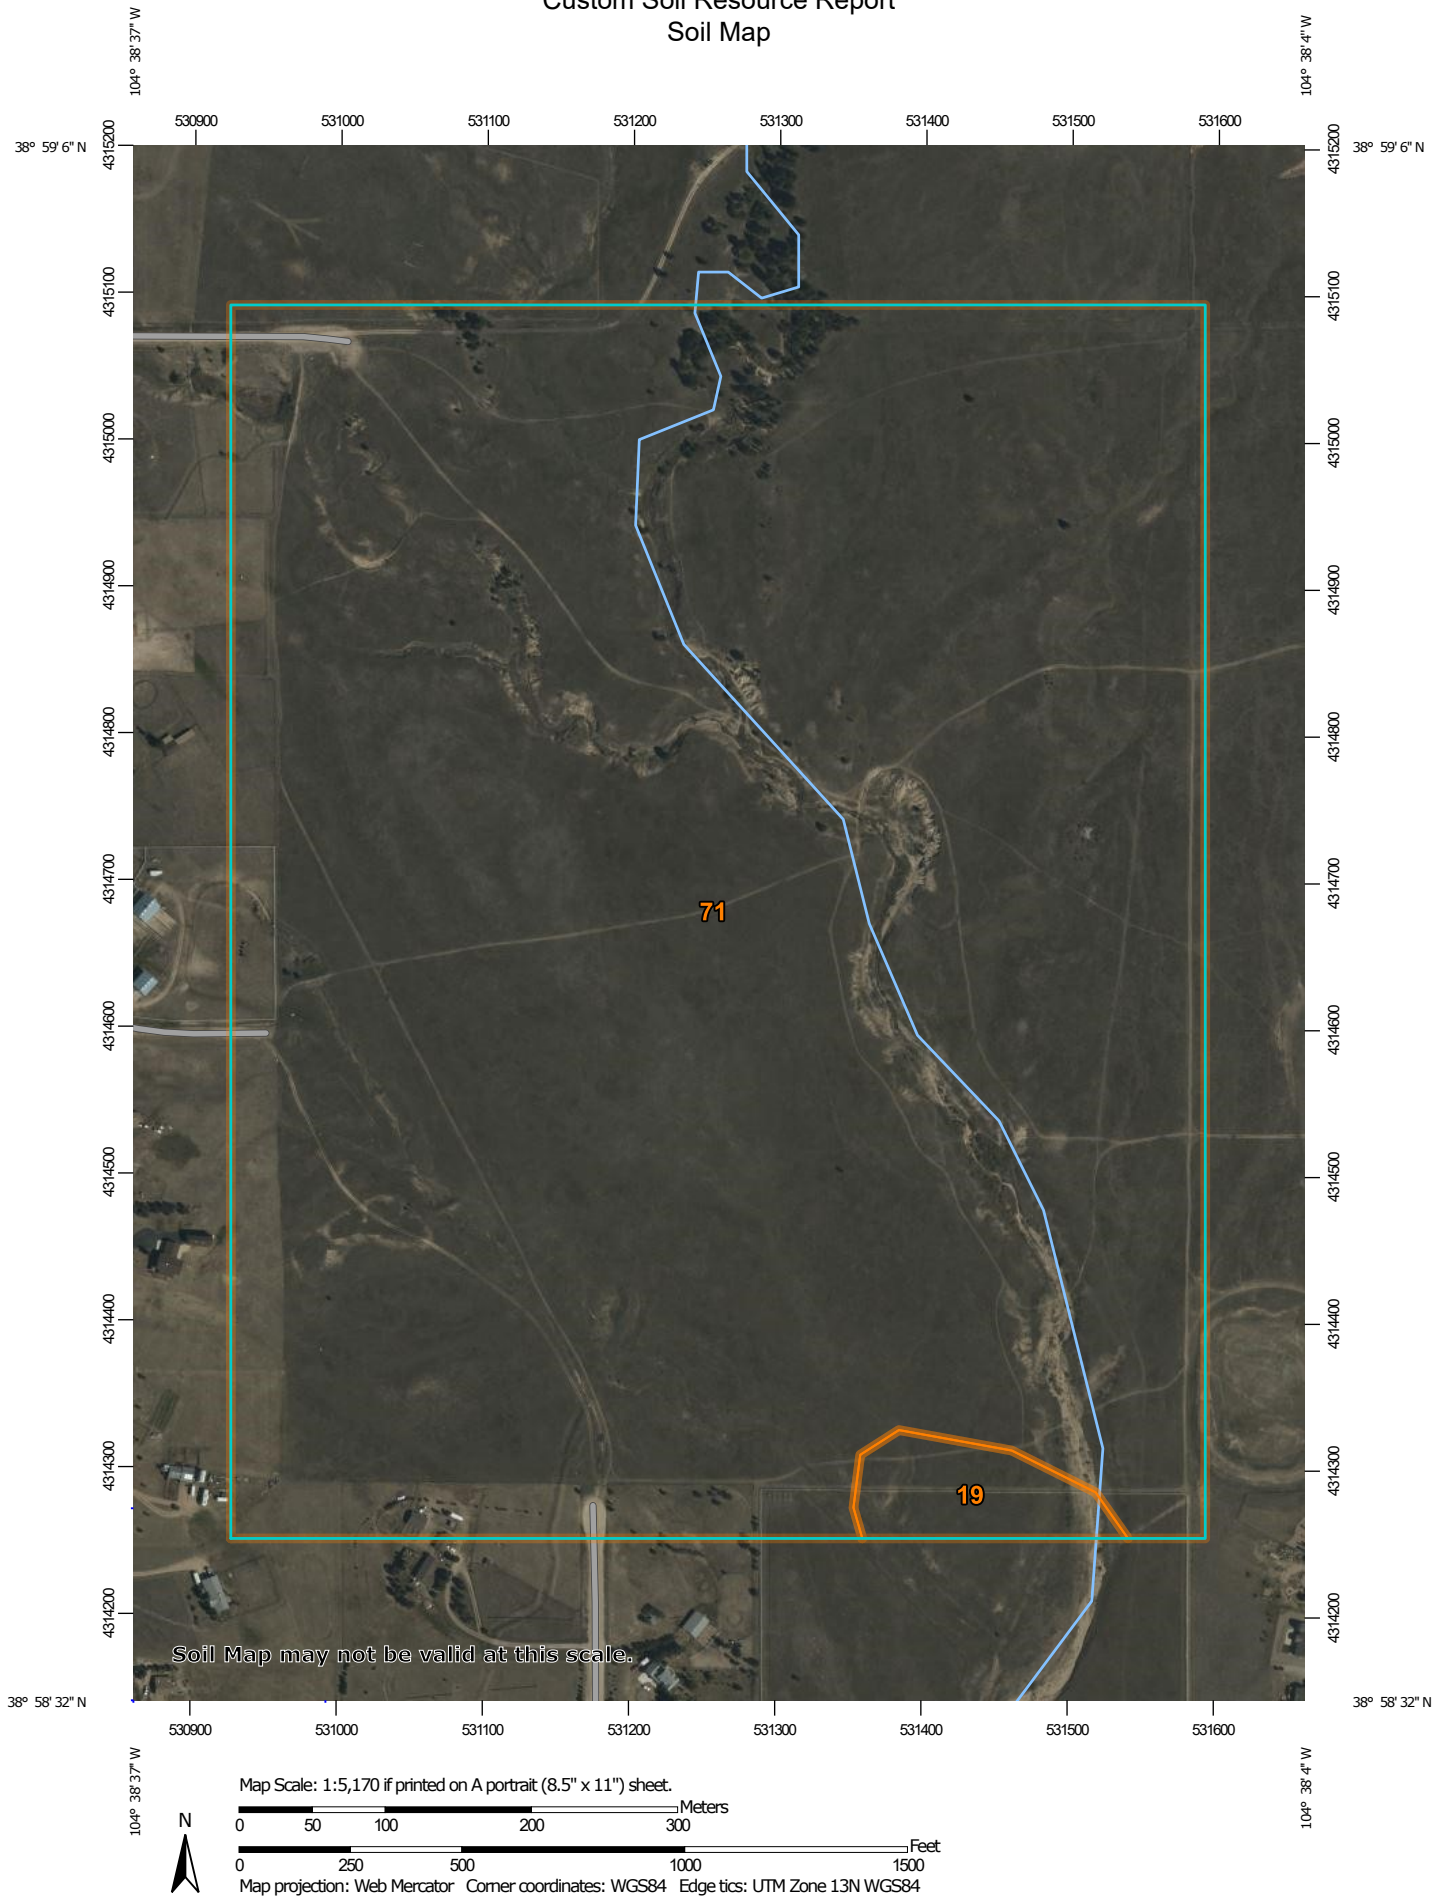 Custom Soil Resource Report
Soil Map
104° 38' 37" W
104° 38' 4" W
530900 531000 531100 531200 531300 531400 531500 531600
38° 59' 6" N
38° 59' 6" N
4315200
4315200
4315100
4315100
4315000
4315000
4314900
4314900
4314800
4314800
4314700
4314700
71
4314600
4314600
4314500
4314500
4314400
4314400
4314300
4314300
19
4314200
4314200
Soil Map may not be valid at this scale.
38° 58' 32" N
38° 58' 32" N
530900 531000 531100 531200 531300 531400 531500 531600
104° 38' 37" W
104° 38' 4" W
Map Scale: 1:5,170 if printed on A portrait (8.5" x 11") sheet.
Meters
0 50 100 200 300
N
Feet
0 250 500 1000 1500
Map projection: Web Mercator Corner coordinates: WGS84 Edge tics: UTM Zone 13N WGS84